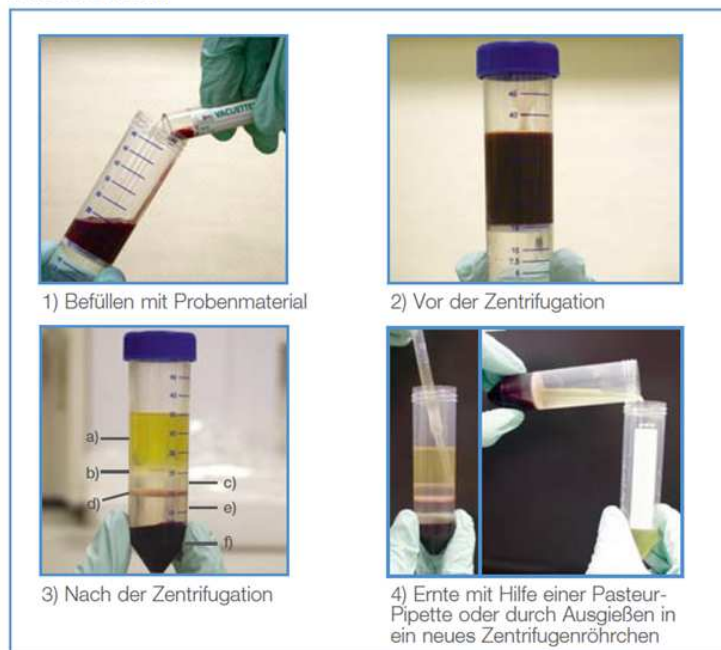 VACUETTE
1) Befüllen mit Probenmaterial
2) Vor der Zentrifugation
a)
b)
c)
d)
e)
f)
3) Nach der Zentrifugation
4) Ernte mit Hilfe einer Pasteur-
Pipette oder durch Ausgießen in
ein neues Zentrifugenröhrchen